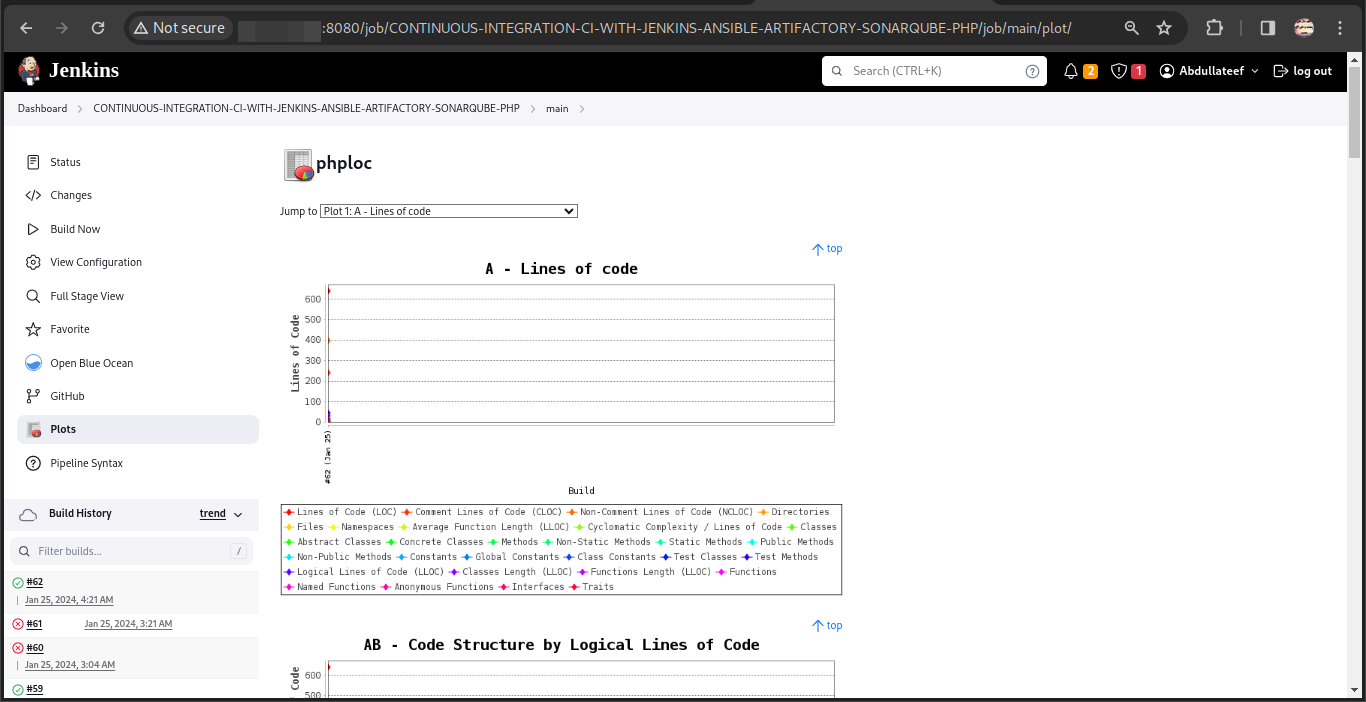 Not secure :8080/job/CONTINUOUS-INTEGRATION-CI-WITH-JENKINS-ANSIBLE-ARTIFACTORY-SONARQUBE-PHP/job/main/plot/
Jenkins
Search (CTRL+K)
2
1
Abdullateef
log out
Dashboard CONTINUOUS-INTEGRATION-CI-WITH-JENKINS-ANSIBLE-ARTIFACTORY-SONARQUBE-PHP main
Status
Changes
Build Now
View Configuration
Full Stage View
Favorite
Open Blue Ocean
GitHub
Plots
Pipeline Syntax
Build History trend
Filter builds... /
#62
Jan 25, 2024, 4:21 AM
#61 Jan 25, 2024, 3:21 AM
#60
Jan 25, 2024, 3:04 AM
#59
phploc
Jump to Plot 1: A - Lines of code
top
A - Lines of code
Lines of Code
600
500
400
300
200
100
0
#62 (Jan 25)
Build
Lines of Code (LOC) Comment Lines of Code (CLOC) Non-Comment Lines of Code (NCLOC) Directories
Files Namespaces Average Function Length (LLOC) Cyclomatic Complexity / Lines of Code Classes
Abstract Classes Concrete Classes Methods Non-Static Methods Static Methods Public Methods
Non-Public Methods Constants Global Constants Class Constants Test Classes Test Methods
Logical Lines of Code (LLOC) Classes Length (LLOC) Functions Length (LLOC) Functions
Named Functions Anonymous Functions Interfaces Traits
top
AB - Code Structure by Logical Lines of Code
Code
600
500